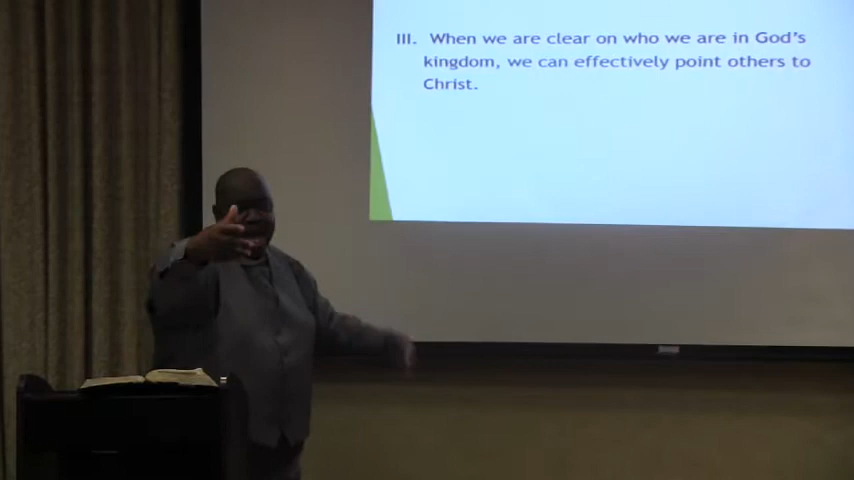 III. When we are clear on who we are in God's
kingdom, we can effectively point others to
Christ.